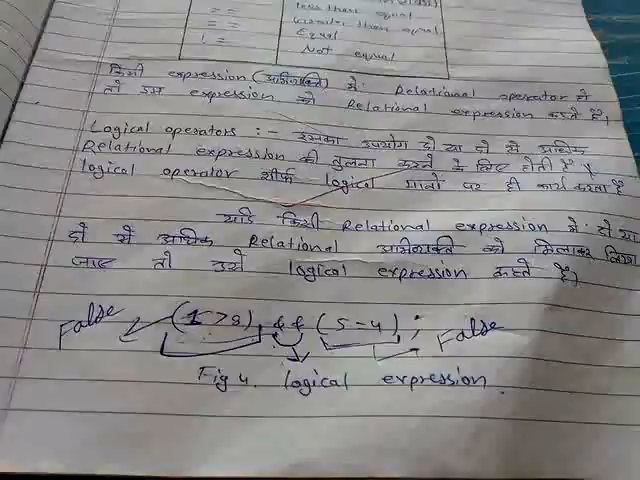 less than equal
= = Greater than equal
= = Equal
! = Not equal
किसी expression (अभिव्यक्ति) में Relational operator में
तो उस expression को Relational expression कहते हैं,
Logical operators :- इसका उपयोग दो या दो से अधिक
Relational expression की तुलना करने के लिए होती है
logical operator सीर्फ logical मानों पर ही कार्य करता है
यदि किसी Relational expression में दो या
दो से अधिक Relational अभिव्यक्ति को मिलाकर लिखा
जाए तो उसे logical expression कहते हैं,
False (1 > 8) && (5 - 4) ; False
Fig 4. logical expression